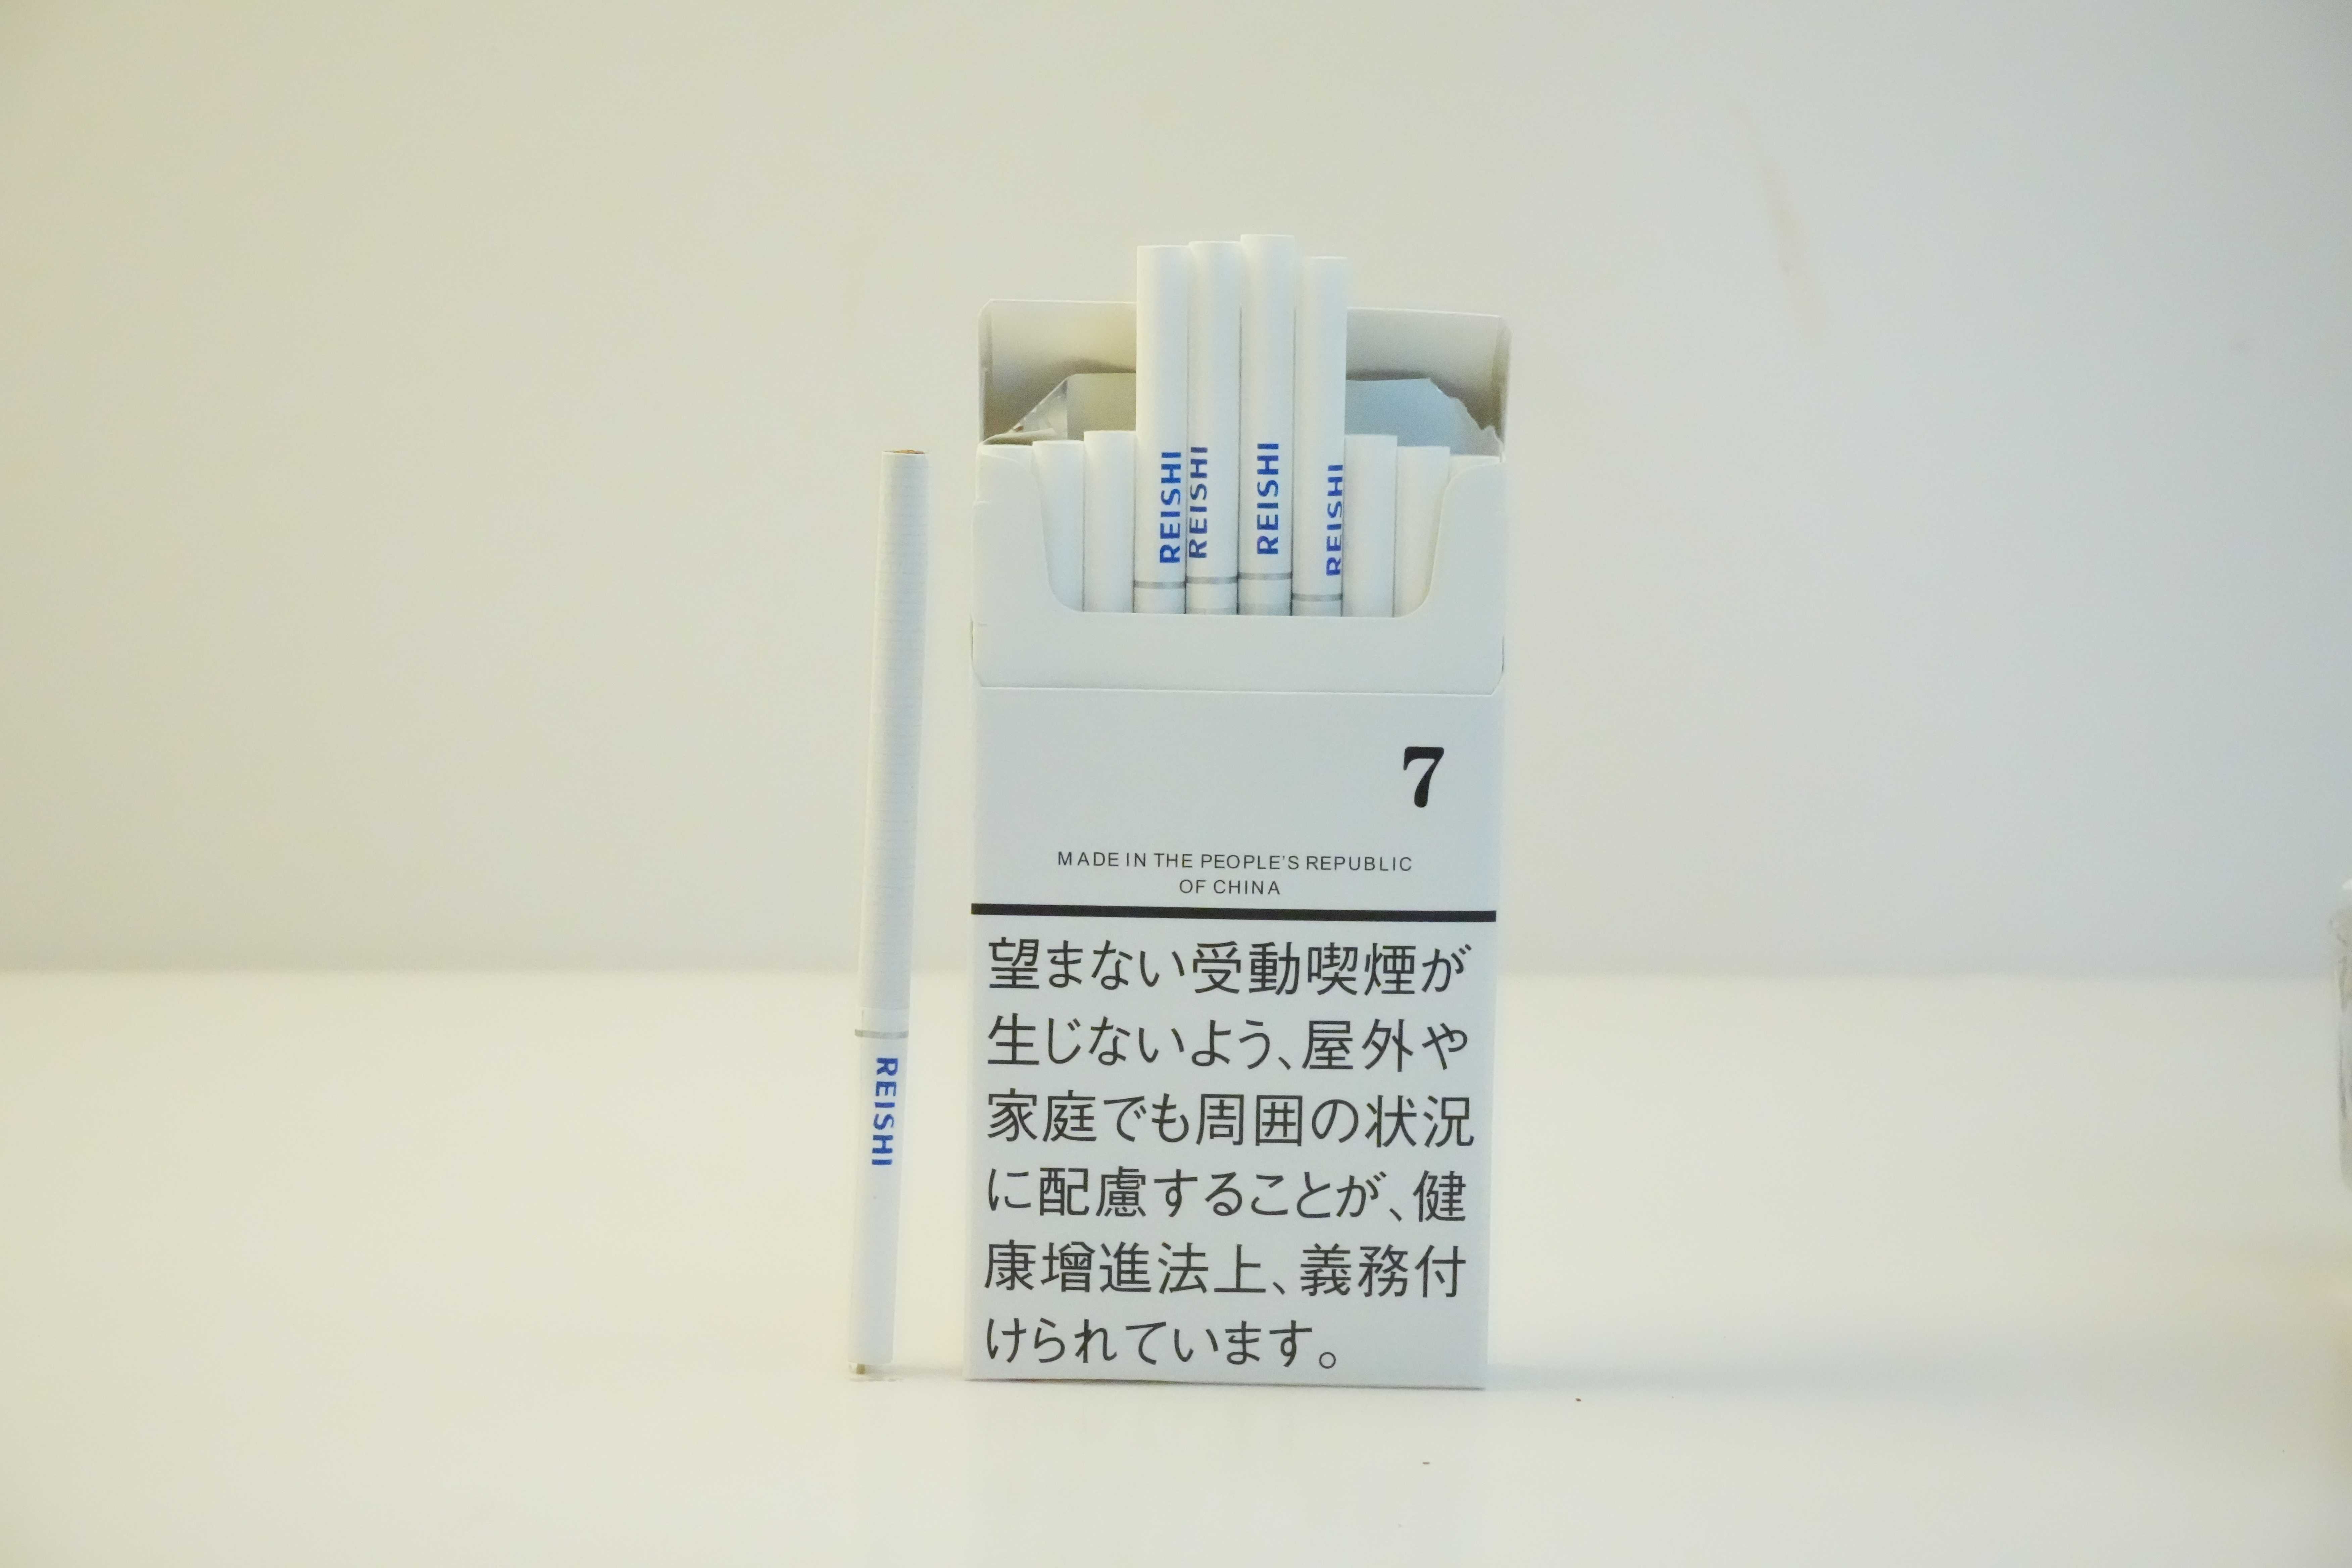 REISHI
REISHI
REISHI
REISHI
7
MADE IN THE PEOPLE'S REPUBLIC
OF CHINA
REISHI
望まない受動喫煙が
生じないよう、屋外や
家庭でも周囲の状況
に配慮することが、健
康増進法上、義務付
けられています。